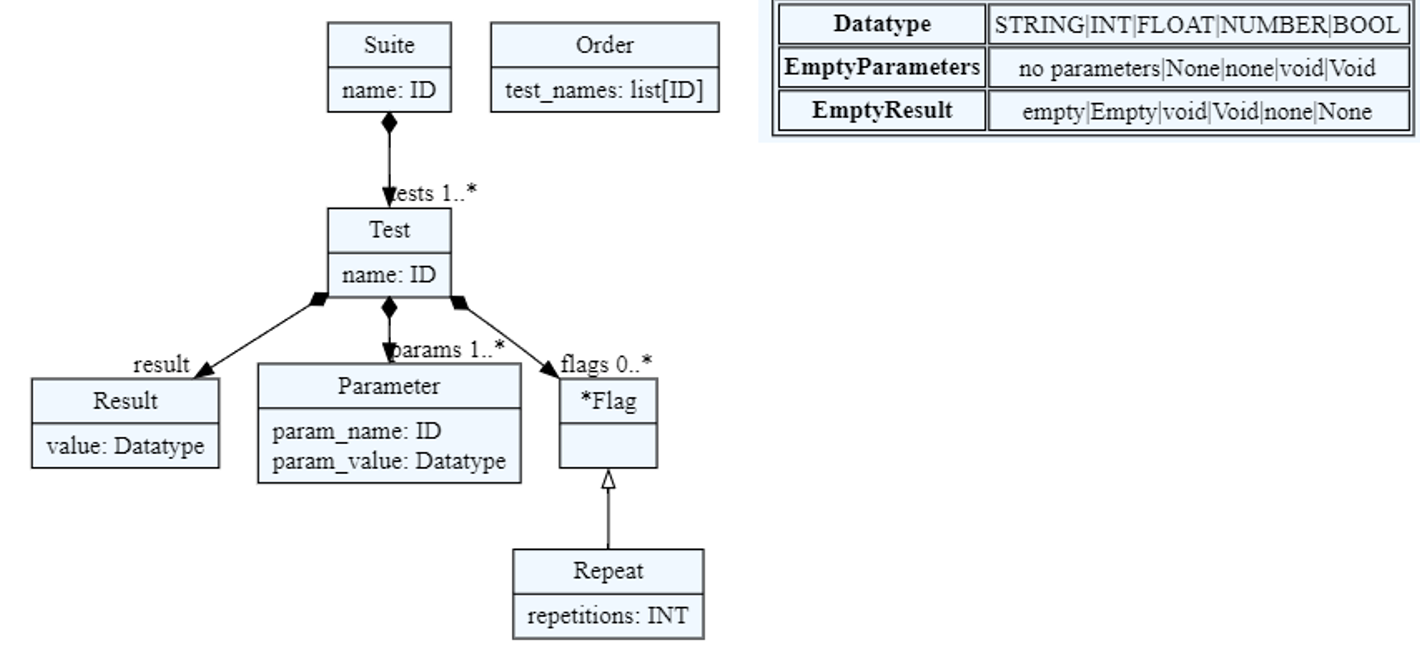 Suite
name: ID
Order
test_names: list[ID]
Datatype STRING|INT|FLOAT|NUMBER|BOOL
EmptyParameters no parameters|None|none|void|Void
EmptyResult empty|Empty|void|Void|none|None
tests 1..*
Test
name: ID
result
params 1..*
flags 0..*
Result
value: Datatype
Parameter
param_name: ID
param_value: Datatype
*Flag
Repeat
repetitions: INT